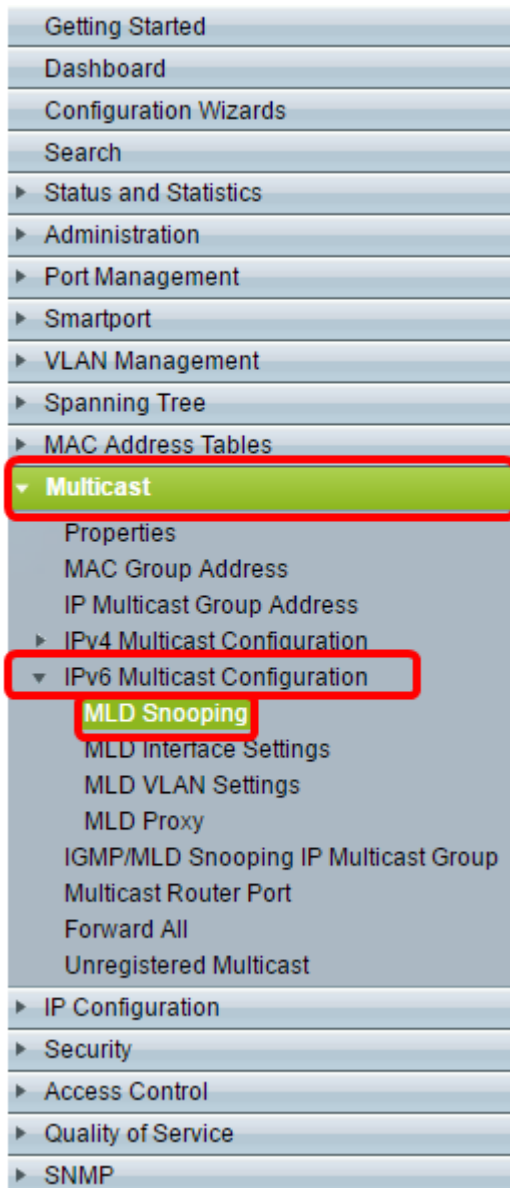 Getting Started
Dashboard
Configuration Wizards
Search
Status and Statistics
Administration
Port Management
Smartport
VLAN Management
Spanning Tree
MAC Address Tables
Multicast
Properties
MAC Group Address
IP Multicast Group Address
IPv4 Multicast Configuration
IPv6 Multicast Configuration
MLD Snooping
MLD Interface Settings
MLD VLAN Settings
MLD Proxy
IGMP/MLD Snooping IP Multicast Group
Multicast Router Port
Forward All
Unregistered Multicast
IP Configuration
Security
Access Control
Quality of Service
SNMP